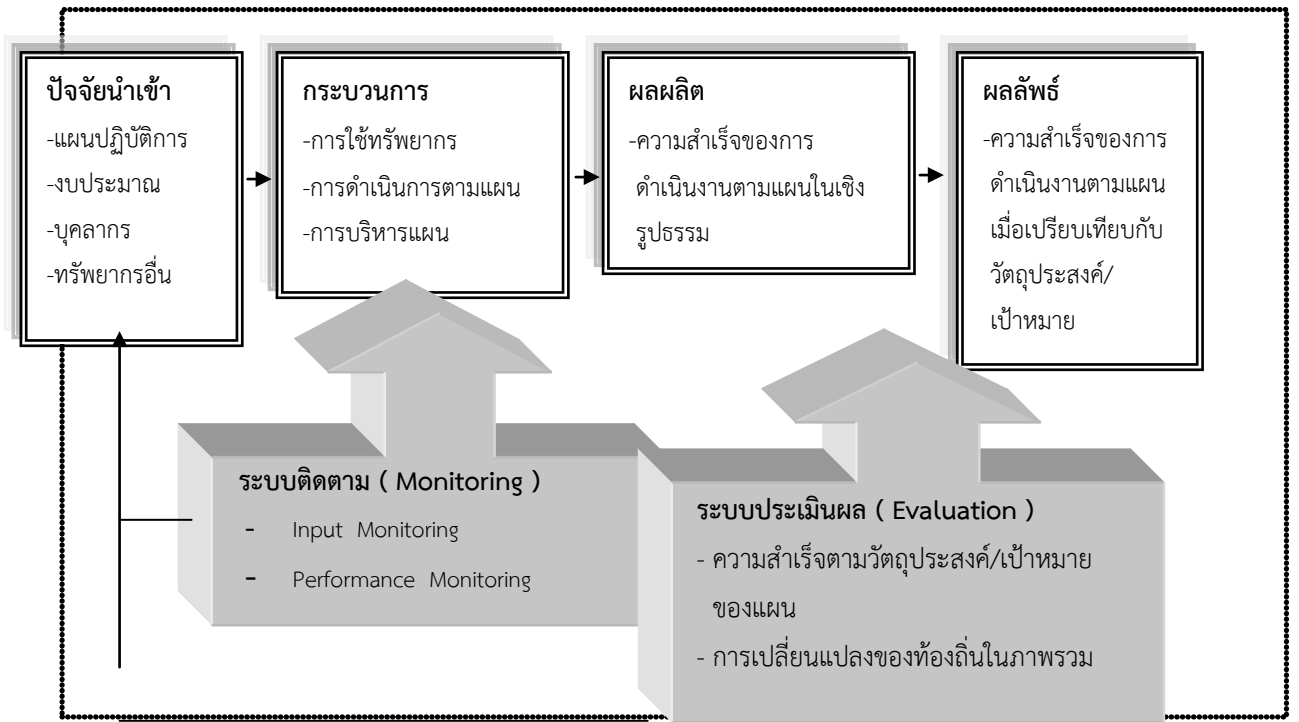 ปัจจัยนำเข้า
-แผนปฏิบัติการ
-งบประมาณ
-บุคลากร
-ทรัพยากรอื่น
กระบวนการ
-การใช้ทรัพยากร
-การดำเนินการตามแผน
-การบริหารแผน
ผลผลิต
-ความสำเร็จของการ
ดำเนินงานตามแผนในเชิง
รูปธรรม
ผลลัพธ์
-ความสำเร็จของการ
ดำเนินงานตามแผน
เมื่อเปรียบเทียบกับ
วัตถุประสงค์/
เป้าหมาย
ระบบติดตาม ( Monitoring )
- Input Monitoring
- Performance Monitoring
ระบบประเมินผล ( Evaluation )
- ความสำเร็จตามวัตถุประสงค์/เป้าหมาย
ของแผน
- การเปลี่ยนแปลงของท้องถิ่นในภาพรวม